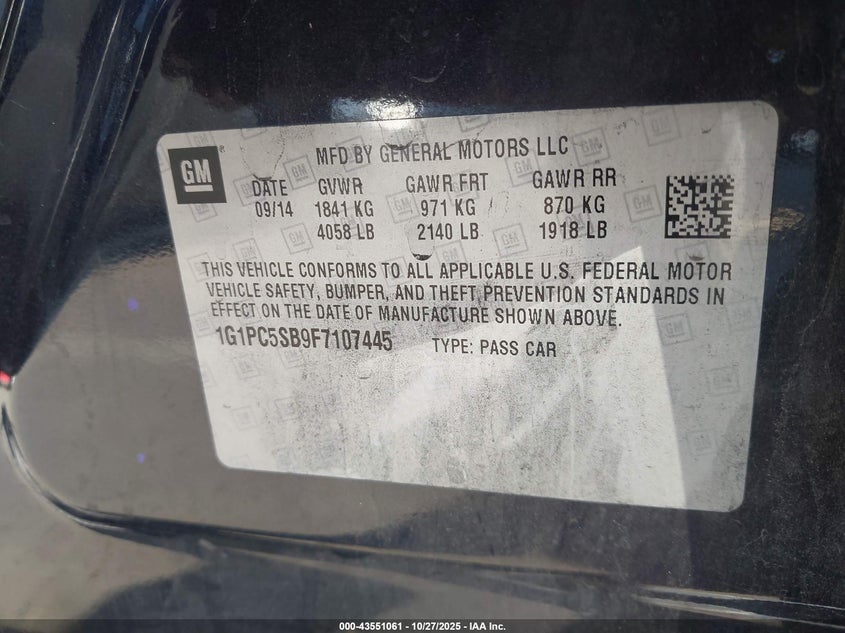 GM
MFD BY GENERAL MOTORS LLC
DATE GVWR GAWR FRT GAWR RR
09/14 1841 KG 971 KG 870 KG
4058 LB 2140 LB 1918 LB
THIS VEHICLE CONFORMS TO ALL APPLICABLE U.S. FEDERAL MOTOR
VEHICLE SAFETY, BUMPER, AND THEFT PREVENTION STANDARDS IN
EFFECT ON THE DATE OF MANUFACTURE SHOWN ABOVE.
1G1PC5SB9F7107445 TYPE: PASS CAR
000-43551061 - 10/27/2025 - IAA Inc.